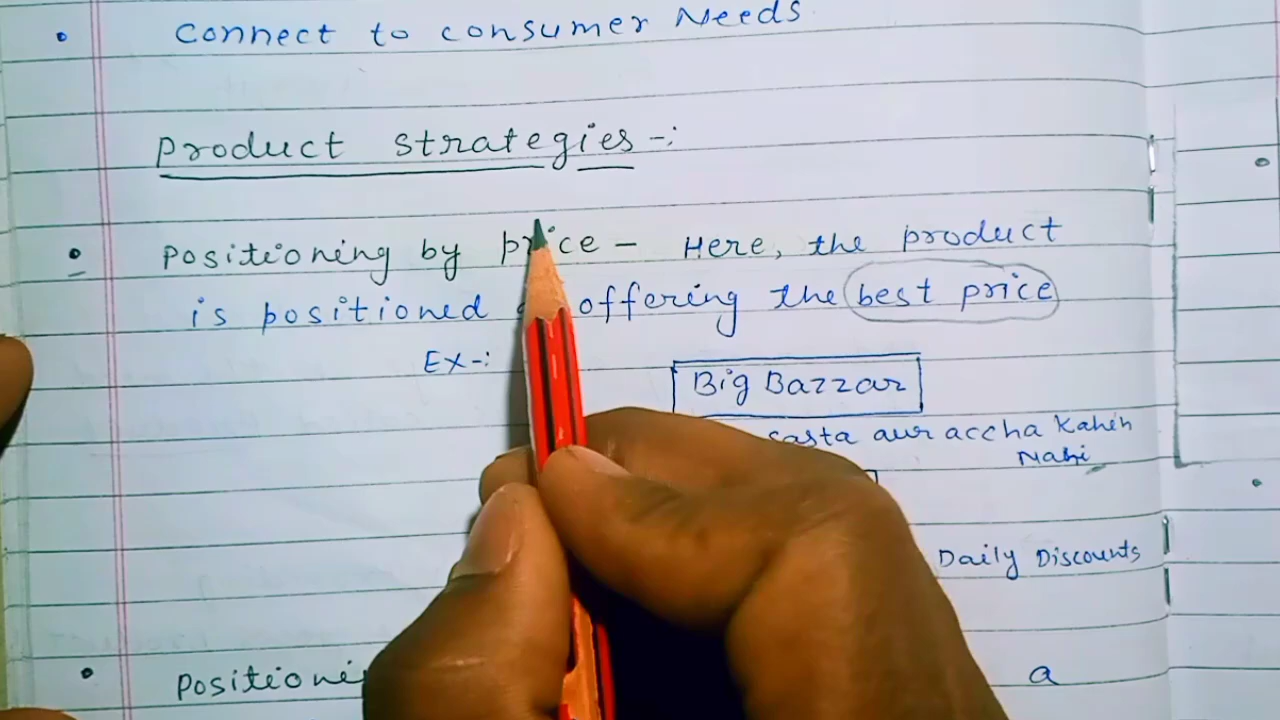 Connect to consumer Needs
Product strategies -:
Positioning by price - Here, the product
is positioned offering the best price
Ex-:
Big Bazzar
sasta aur accha Kahin
Nahi
Daily Discounts
a